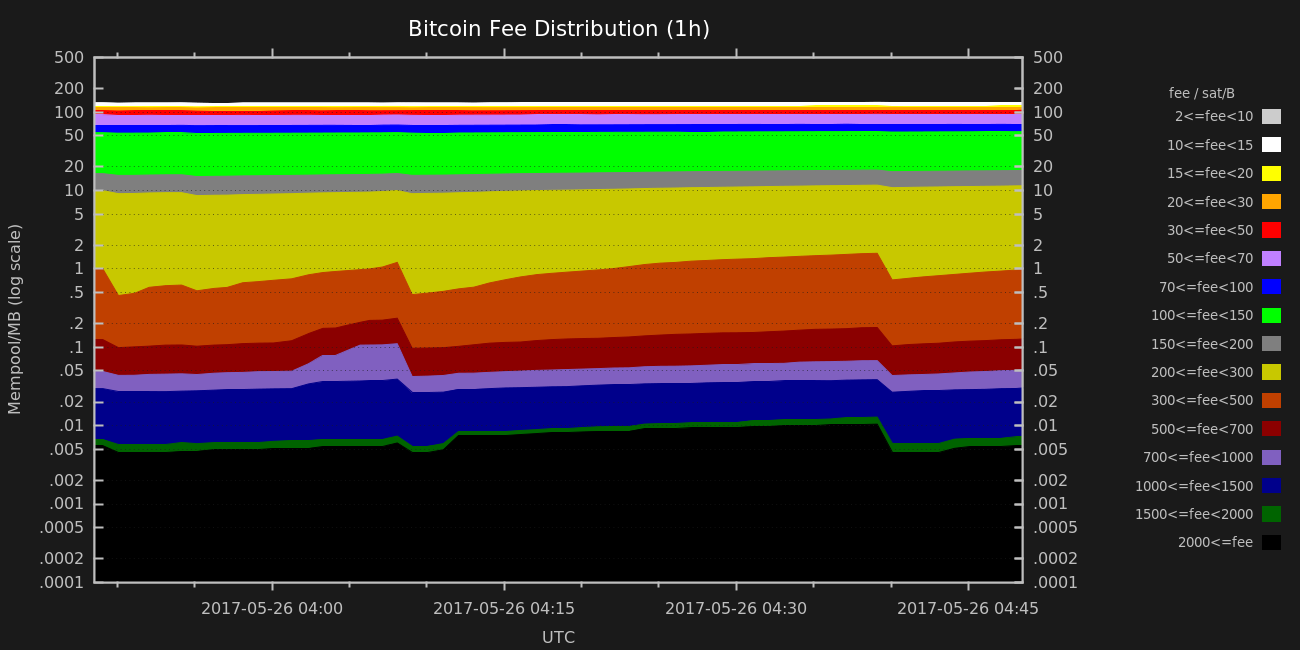 Bitcoin Fee Distribution (1h)
500 500
200 200
100 100
50 50
20 20
10 10
5 5
2 2
1 1
.5 .5
.2 .2
.1 .1
.05 .05
.02 .02
.01 .01
.005 .005
.002 .002
.001 .001
.0005 .0005
.0002 .0002
.0001 .0001
Mempool/MB (log scale)
2017-05-26 04:00 2017-05-26 04:15 2017-05-26 04:30 2017-05-26 04:45
UTC
fee / sat/B
2<=fee<10
10<=fee<15
15<=fee<20
20<=fee<30
30<=fee<50
50<=fee<70
70<=fee<100
100<=fee<150
150<=fee<200
200<=fee<300
300<=fee<500
500<=fee<700
700<=fee<1000
1000<=fee<1500
1500<=fee<2000
2000<=fee